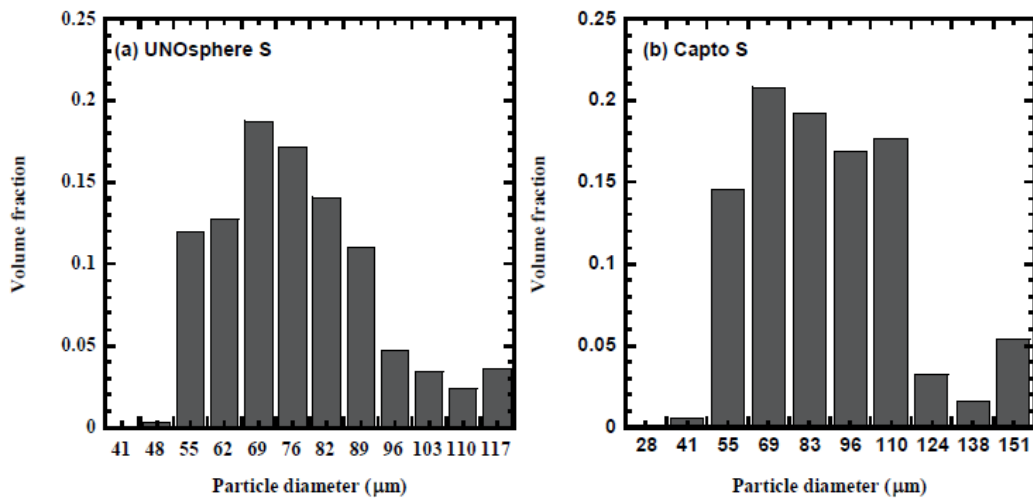 (a) UNOsphere S
0.25
0.2
0.15
0.1
0.05
0
Volume fraction
41 48 55 62 69 76 82 89 96 103 110 117
Particle diameter (μm)
(b) Capto S
0.25
0.2
0.15
0.1
0.05
0
Volume fraction
28 41 55 69 83 96 110 124 138 151
Particle diameter (μm)